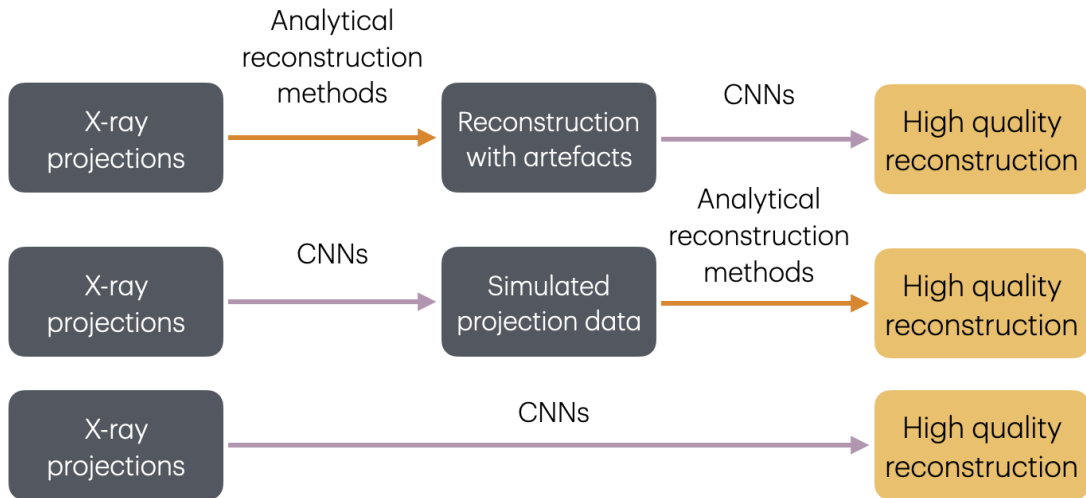 Analytical
reconstruction
methods
X-ray
projections
Reconstruction
with artefacts
CNNs
High quality
reconstruction
X-ray
projections
CNNs
Simulated
projection data
Analytical
reconstruction
methods
High quality
reconstruction
X-ray
projections
CNNs
High quality
reconstruction